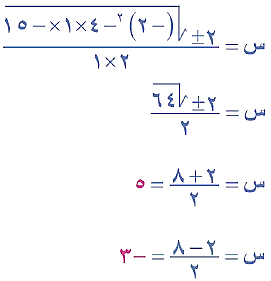 س = (٢ ± √((−٢)^٢ − ٤×١×−١٥)) / (٢×١)
س = (٢ ± √٦٤) / ٢
س = (٢ + ٨) / ٢ = ٥
س = (٢ − ٨) / ٢ = −٣